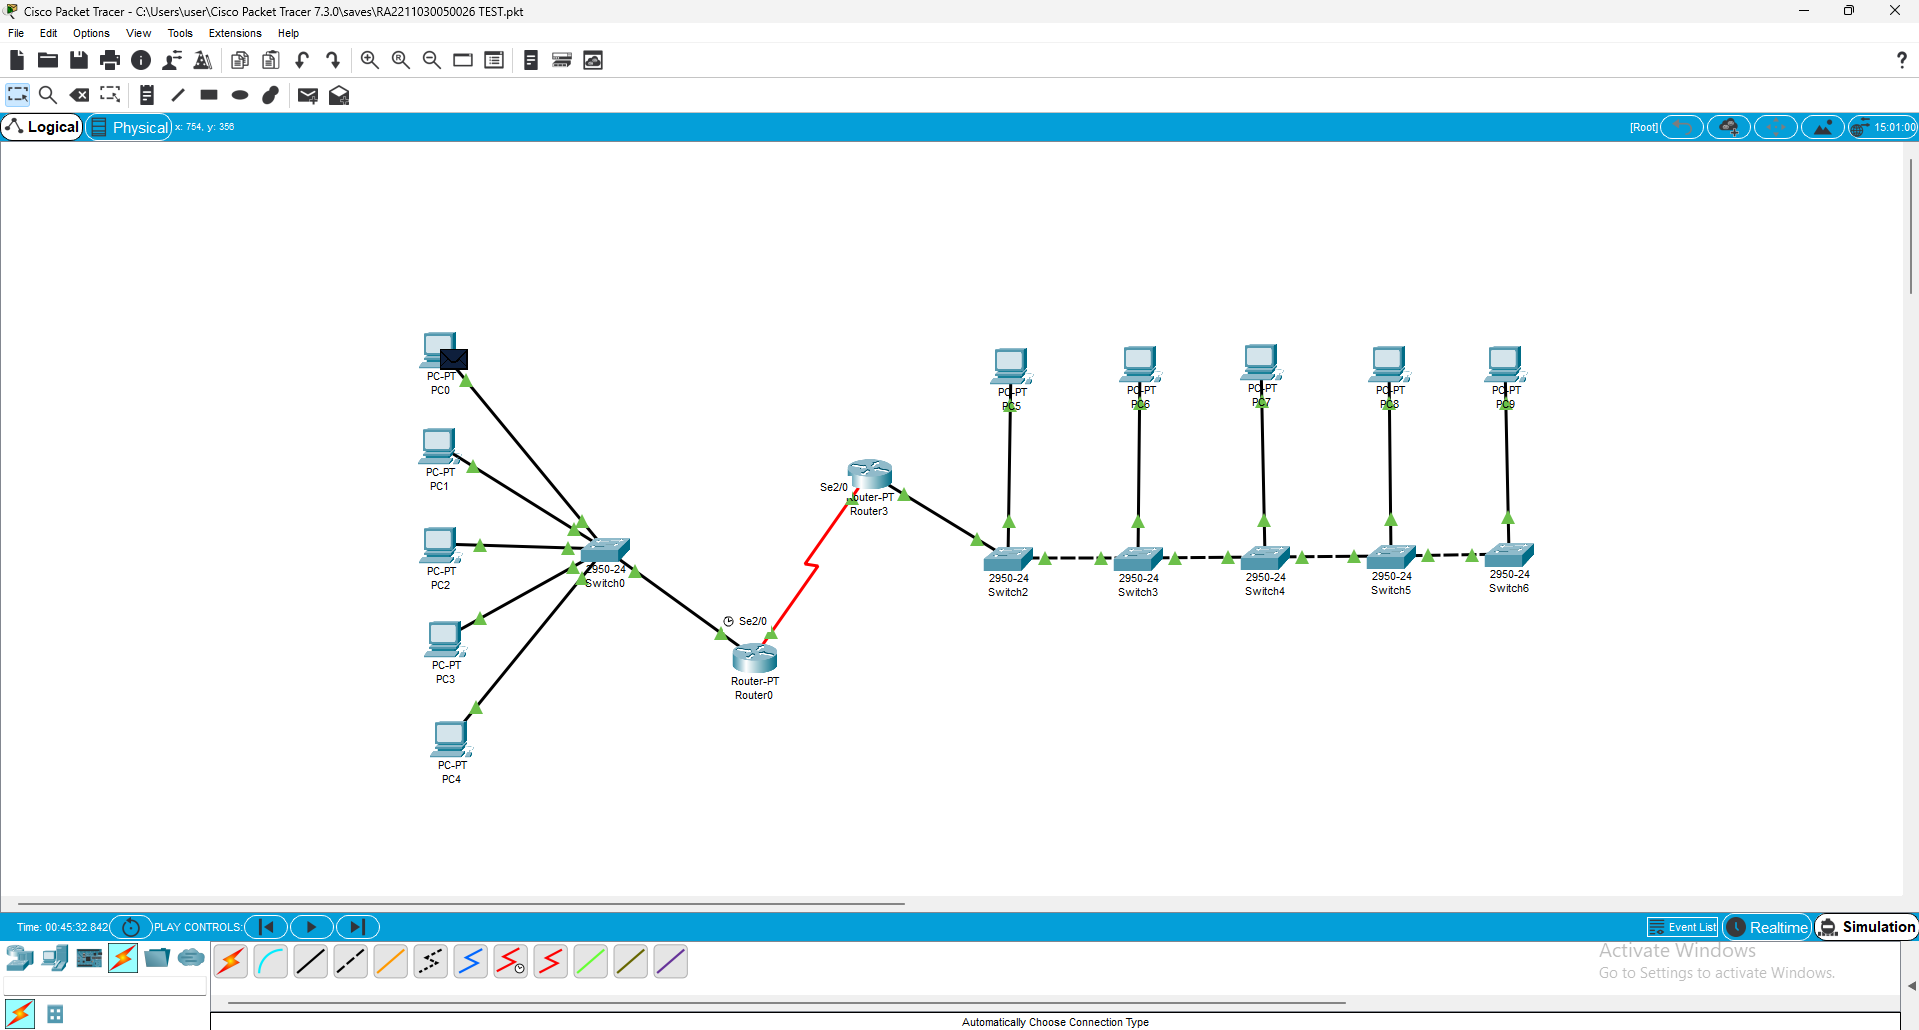 Cisco Packet Tracer - C:\Users\user\Cisco Packet Tracer 7.3.0\saves\RA2211030050026 TEST.pkt
File Edit Options View Tools Extensions Help
Logical Physical x: 754, y: 356 [Root] 15:01:00
PC-PT
PC0
PC-PT
PC1
PC-PT
PC2
PC-PT
PC3
PC-PT
PC4
2950-24
Switch0
Se2/0
Router-PT
Router0
Se2/0
Router-PT
Router3
PC-PT
PC5
PC-PT
PC6
PC-PT
PC7
PC-PT
PC8
PC-PT
PC9
2950-24
Switch2
2950-24
Switch3
2950-24
Switch4
2950-24
Switch5
2950-24
Switch6
Time: 00:45:32.842 PLAY CONTROLS: Event List Realtime Simulation
Activate Windows
Go to Settings to activate Windows.
Automatically Choose Connection Type